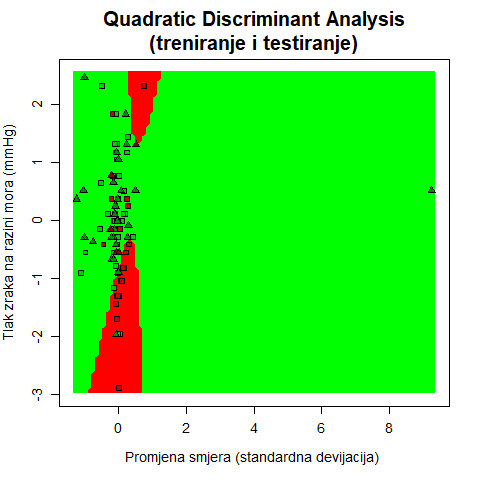 Quadratic Discriminant Analysis
(treniranje i testiranje)
Tlak zraka na razini mora (mmHg)
2
1
0
-1
-2
-3
0 2 4 6 8
Promjena smjera (standardna devijacija)